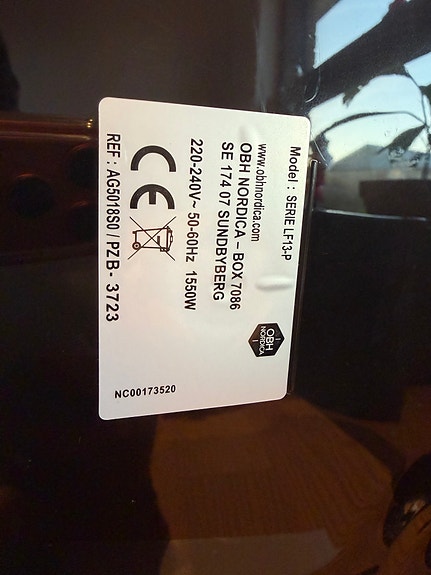 Model : SERIE LF13-P
OBH
NORDICA
www.obhnordica.com
OBH NORDICA – BOX 7086
SE 174 07 SUNDBYBERG
220-240V~ 50-60Hz 1550W
CE
REF : AG5018S0 / PZB- 3723
NC00173520